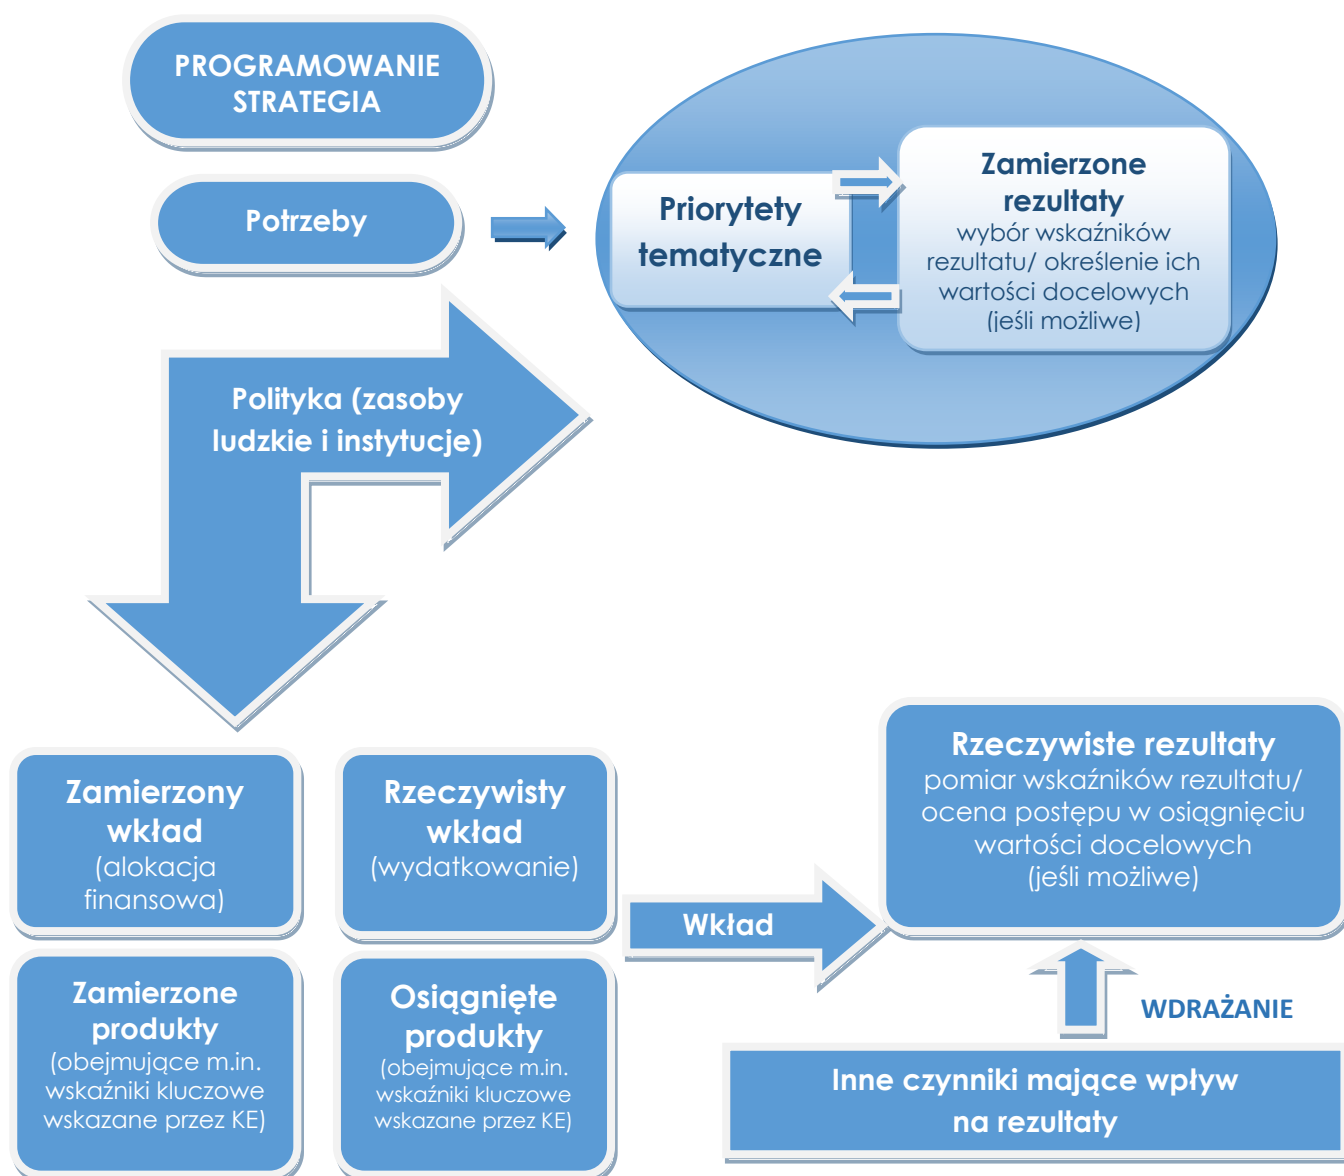 PROGRAMOWANIE
STRATEGIA
Potrzeby
Priorytety
tematyczne
Zamierzone
rezultaty
wybór wskaźników
rezultatu/ określenie ich
wartości docelowych
(jeśli możliwe)
Polityka (zasoby
ludzkie i instytucje)
Zamierzony
wkład
(alokacja
finansowa)
Rzeczywisty
wkład
(wydatkowanie)
Zamierzone
produkty
(obejmujące m.in.
wskaźniki kluczowe
wskazane przez KE)
Osiągnięte
produkty
(obejmujące m.in.
wskaźniki kluczowe
wskazane przez KE)
Wkład
Rzeczywiste rezultaty
pomiar wskaźników rezultatu/
ocena postępu w osiągnięciu
wartości docelowych
(jeśli możliwe)
WDRAŻANIE
Inne czynniki mające wpływ
na rezultaty